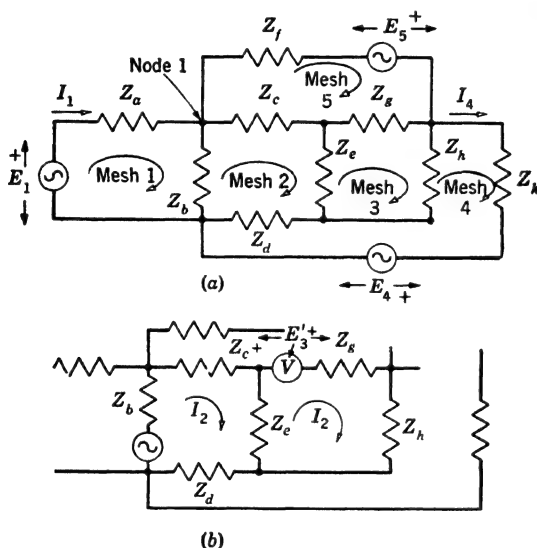 Z_f
E_5 +
Node 1
Mesh 5
I_1
Z_a
Z_c
Z_g
I_4
+
E_1
Mesh 1
Z_b
Mesh 2
Z_e
Mesh 3
Z_h
Mesh 4
Z_k
Z_d
E_4 +
(a)
Z_c +
E'_3 +
Z_g
V
Z_b
I_2
Z_e
I_2
Z_h
Z_d
(b)